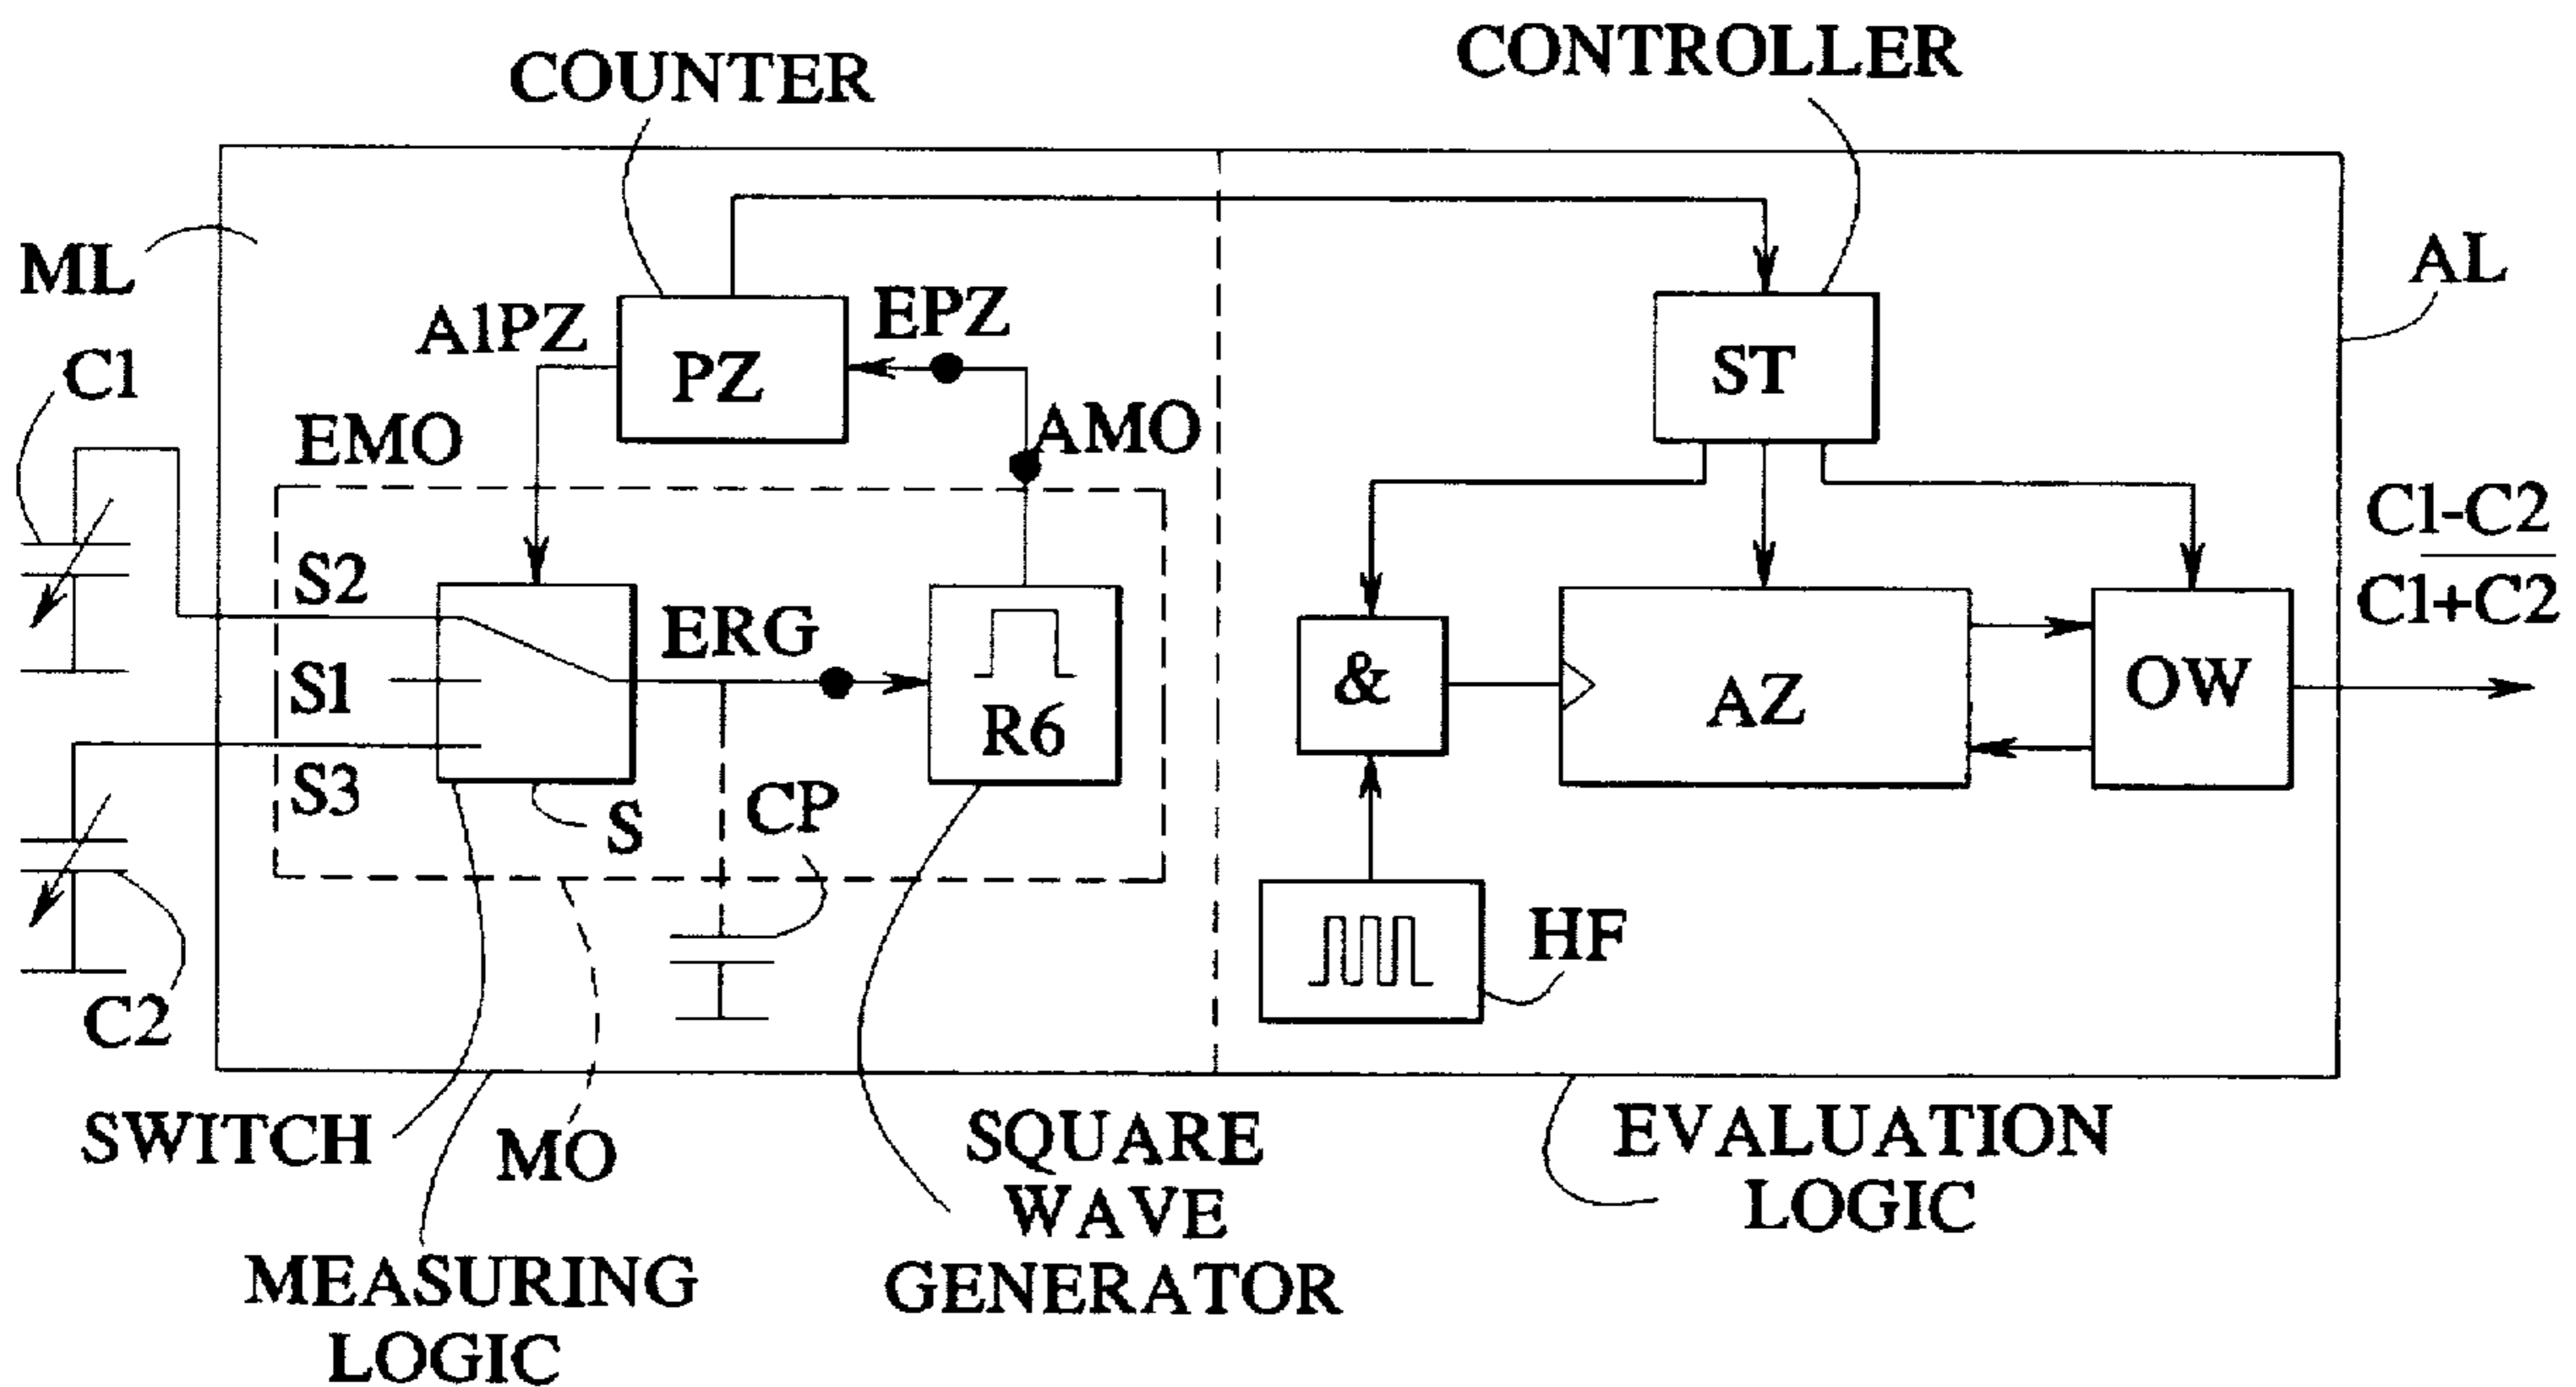 COUNTER
CONTROLLER
ML
AL
C1
A1PZ
PZ
EPZ
ST
EMO
AMO
S2
S1
S3
ERG
R6
S
CP
&
AZ
OW
C1-C2
C1+C2
HF
C2
SWITCH
MO
MEASURING
LOGIC
SQUARE
WAVE
GENERATOR
EVALUATION
LOGIC